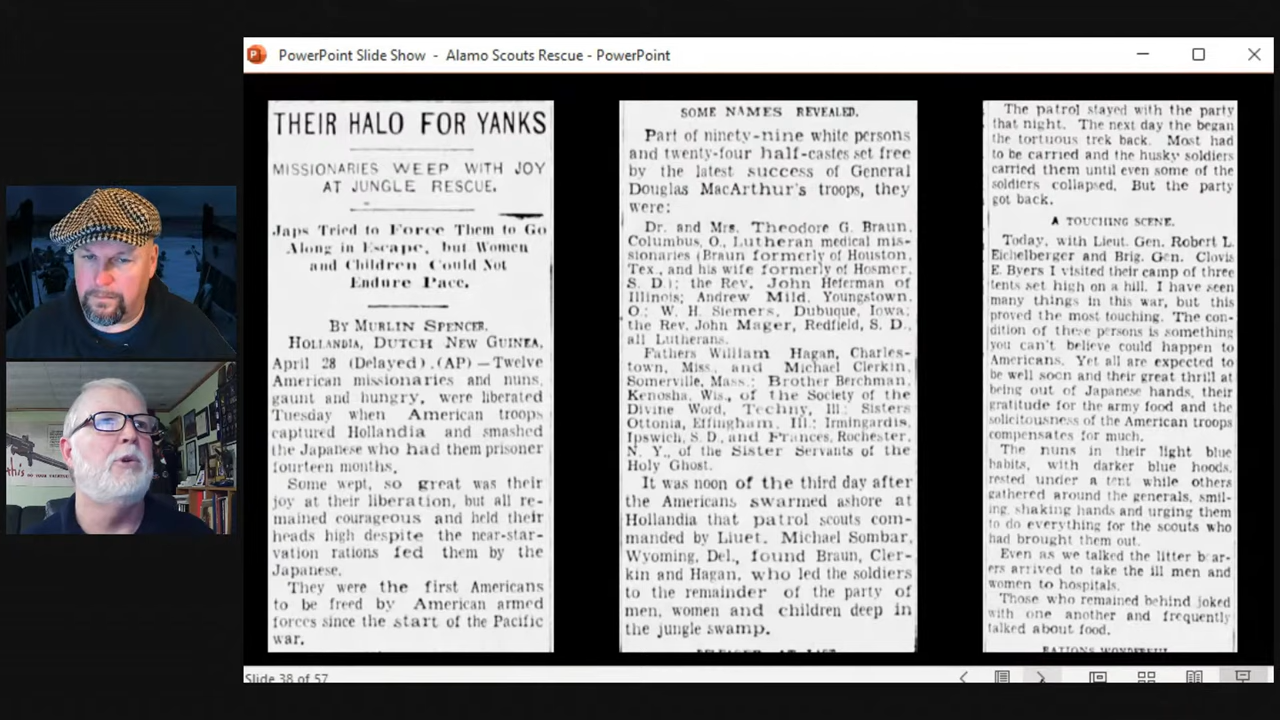 PowerPoint Slide Show - Alamo Scouts Rescue - PowerPoint
THEIR HALO FOR YANKS
MISSIONARIES WEEP WITH JOY
AT JUNGLE RESCUE.
Japs Tried to Force Them to Go
Along in Escape, but Women
and Children Could Not
Endure Pace.
BY MURLIN SPENCER.
HOLLANDIA, DUTCH NEW GUINEA,
April 28 (Delayed). (AP) —Twelve
American missionaries and nuns,
gaunt and hungry, were liberated
Tuesday when American troops
captured Hollandia and smashed
the Japanese who had them prisoner
fourteen months.
Some wept, so great was their
joy at their liberation, but all re-
mained courageous and held their
heads high despite the near-star-
vation rations fed them by the
Japanese.
They were the first Americans
to be freed by American armed
forces since the start of the Pacific
war.
SOME NAMES REVEALED.
Part of ninety-nine white persons
and twenty-four half-castes set free
by the latest success of General
Douglas MacArthur's troops, they
were:
Dr. and Mrs. Theodore G. Braun,
Columbus, O., Lutheran medical mis-
sionaries (Braun formerly of Houston,
Tex., and his wife formerly of Hosmer,
S. D.); the Rev. John Heferman of
Illinois; Andrew Mild, Youngstown,
O.; W. H. Siemers, Dubuque, Iowa;
the Rev. John Mager, Redfield, S. D.,
all Lutherans.
Fathers William Hagan, Charles-
town, Miss., and Michael Clerkin,
Somerville, Mass.; Brother Berchman,
Kenosha, Wis., of the Society of the
Divine Word, Techny, Ill.; Sisters
Ottonia, Effingham, Ill.; Irmingardis,
Ipswich, S. D., and Frances, Rochester,
N. Y., of the Sister Servants of the
Holy Ghost.
It was noon of the third day after
the Americans swarmed ashore at
Hollandia that patrol scouts com-
manded by Liuet. Michael Sombar,
Wyoming, Del., found Braun, Cler-
kin and Hagan, who led the soldiers
to the remainder of the party of
men, women and children deep in
the jungle swamp.
The patrol stayed with the party
that night. The next day the began
the tortuous trek back. Most had
to be carried and the husky soldiers
carried them until even some of the
soldiers collapsed. But the party
got back.
A TOUCHING SCENE.
Today, with Lieut. Gen. Robert L.
Eichelberger and Brig. Gen. Clovis
E. Byers I visited their camp of three
tents set high on a hill. I have seen
many things in this war, but this
proved the most touching. The con-
dition of these persons is something
you can't believe could happen to
Americans. Yet all are expected to
be well soon and their great thrill at
being out of Japanese hands, their
gratitude for the army food and the
solicitousness of the American troops
compensates for much.
The nuns in their light blue
habits, with darker blue hoods,
rested under a tent while others
gathered around the generals, smil-
ing, shaking hands and urging them
to do everything for the scouts who
had brought them out.
Even as we talked the litter bear-
ers arrived to take the ill men and
women to hospitals.
Those who remained behind joked
with one another and frequently
talked about food.
Slide 38 of 57